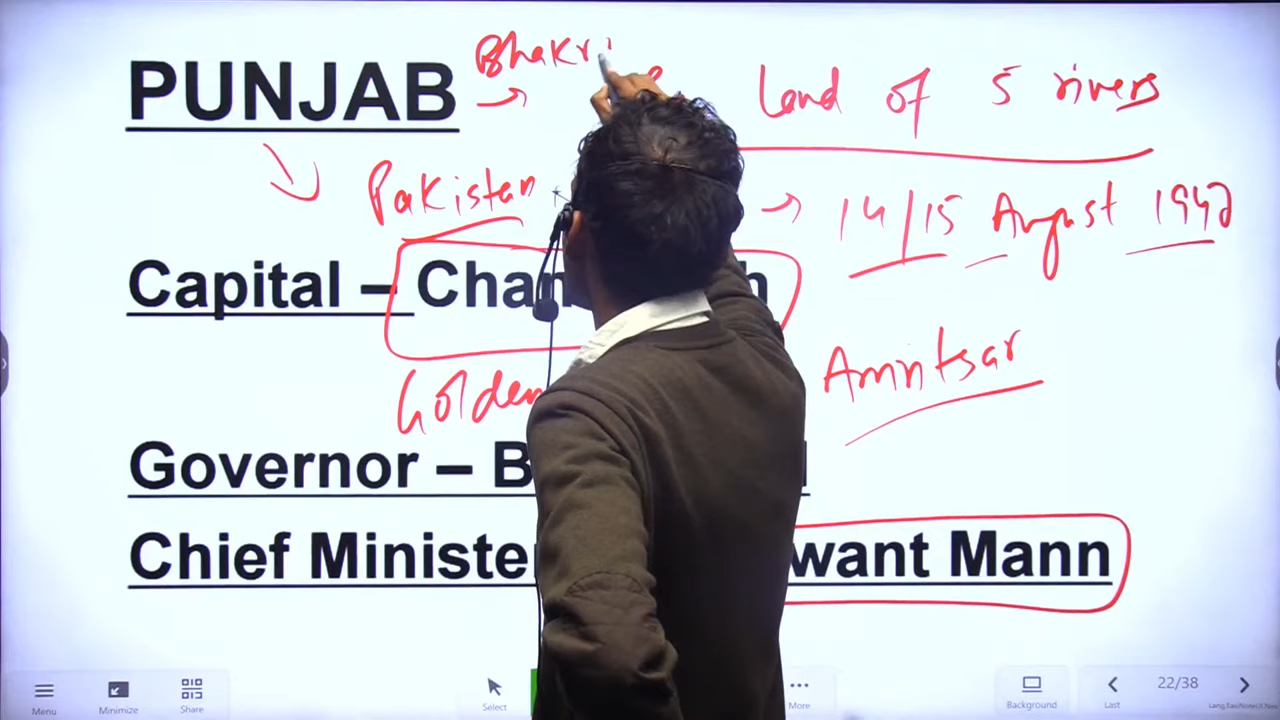 Bhakr
PUNJAB → Land of 5 rivers
Pakistan → 14/15 August 1947
Capital – Chan h
Golden Amritsar
Governor – B
Chief Ministe want Mann
Menu Minimize Share Select More Background Last 22/38